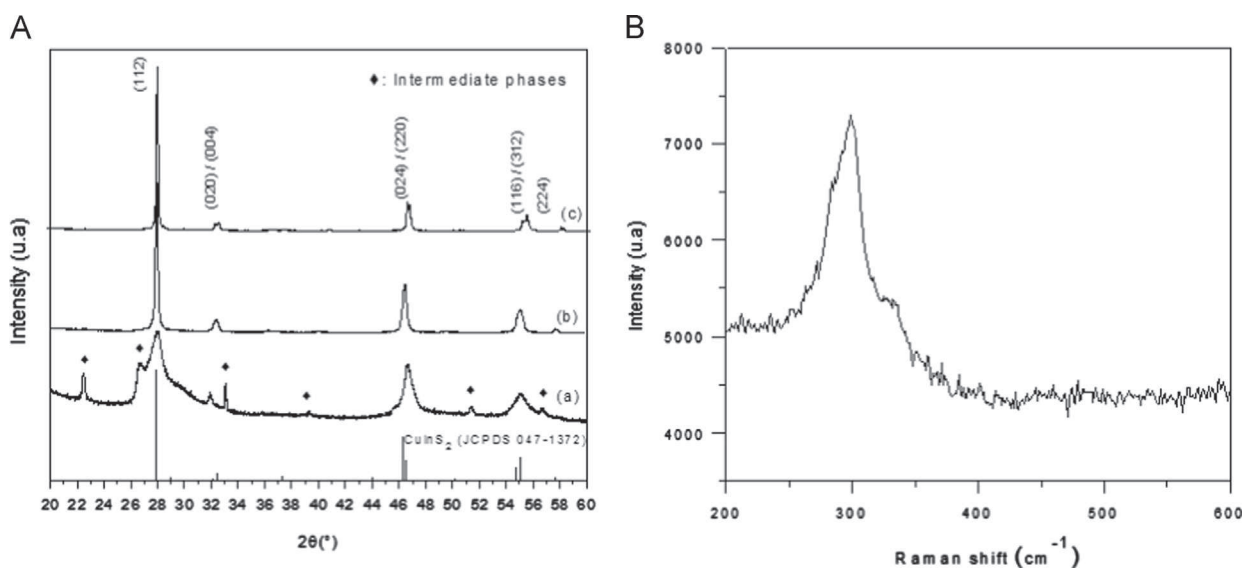 A
(112)
♦: Intermediate phases
(020) / (004)
(024) / (220)
(116) / (312)
(224)
(c)
(b)
(a)
CuInS2 (JCPDS 047-1372)
Intensity (u.a)
20 22 24 26 28 30 32 34 36 38 40 42 44 46 48 50 52 54 56 58 60
2θ(°)
B
8000
7000
6000
5000
4000
Intensity (u.a)
200 300 400 500 600
Raman shift (cm-1)